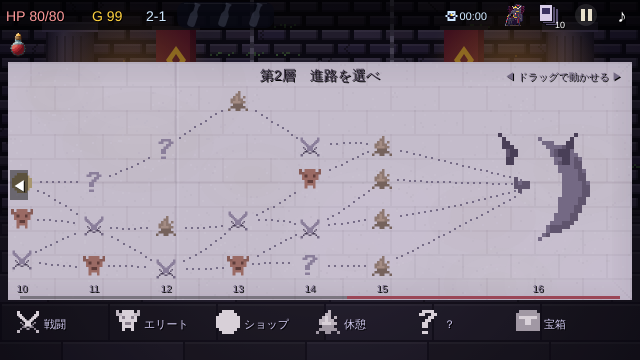 HP 80/80 G 99 2-1 00:00 10
第2層 進路を選べ ◀ ドラッグで動かせる ▶
10 11 12 13 14 15 16
戦闘 エリート ショップ 休憩 ? 宝箱